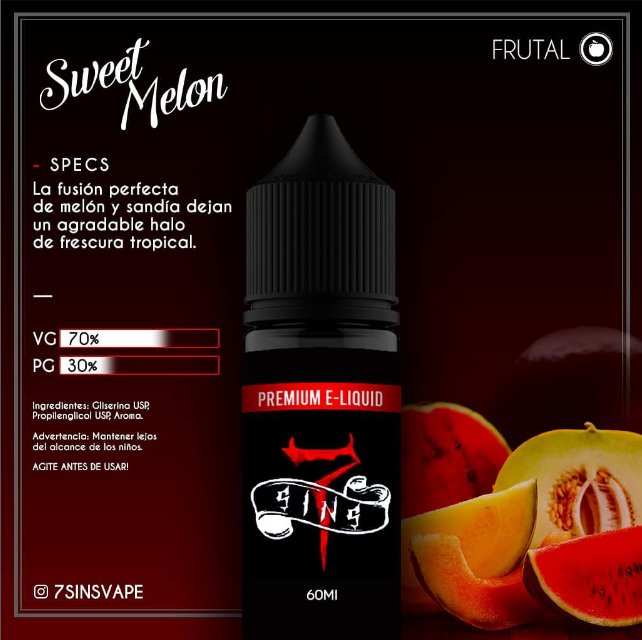 Sweet
Melon
FRUTAL
- SPECS
La fusión perfecta
de melón y sandía dejan
un agradable halo
de frescura tropical.
VG 70%
PG 30%
Ingredientes: Gliserina USP,
Propilenglicol USP, Aroma.
Advertencia: Mantener lejos
del alcance de los niños.
AGITE ANTES DE USAR!
PREMIUM E-LIQUID
7
SINS
60Ml
7SINSVAPE